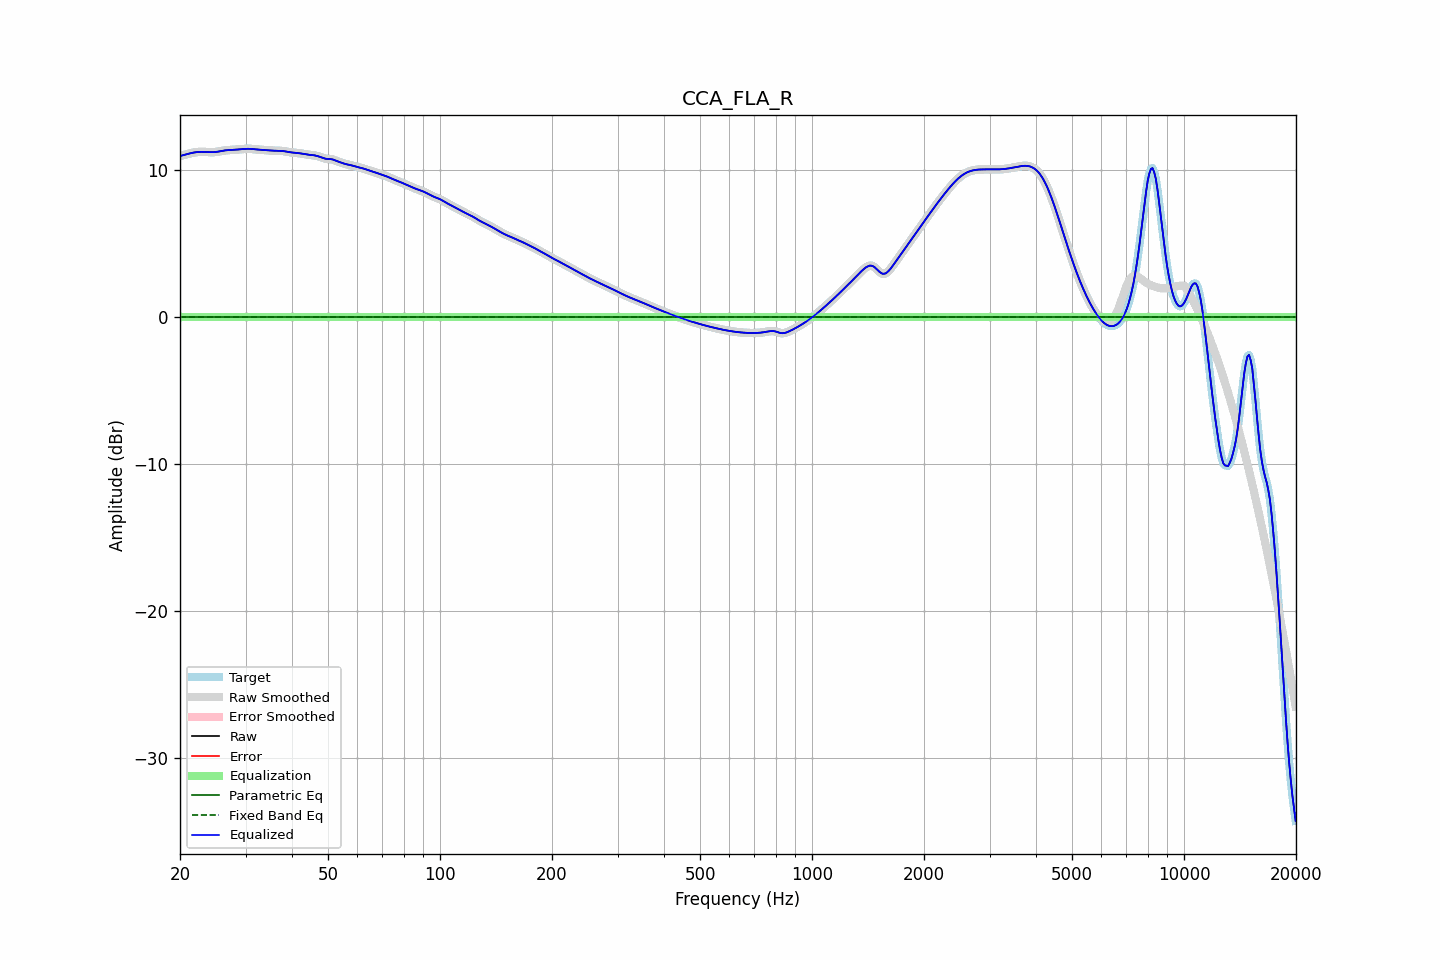 CCA_FLA_R
10
0
−10
−20
−30
Amplitude (dBr)
Target
Raw Smoothed
Error Smoothed
Raw
Error
Equalization
Parametric Eq
Fixed Band Eq
Equalized
20 50 100 200 500 1000 2000 5000 10000 20000
Frequency (Hz)